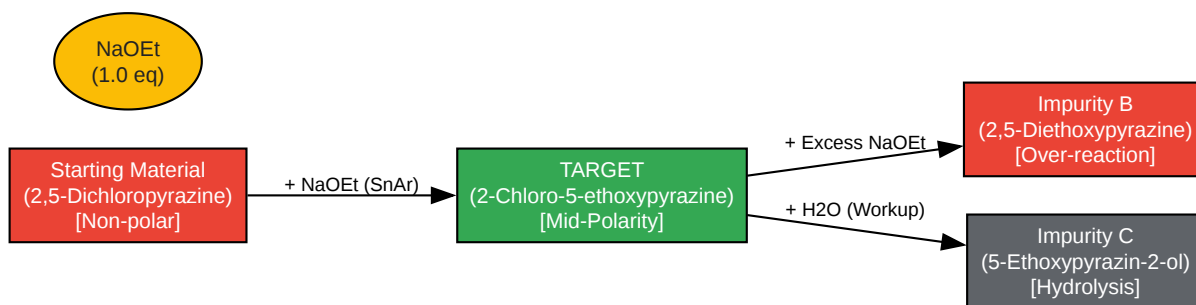 NaOEt
(1.0 eq)
Starting Material
(2,5-Dichloropyrazine)
[Non-polar]
+ NaOEt (SnAr)
TARGET
(2-Chloro-5-ethoxypyrazine)
[Mid-Polarity]
+ Excess NaOEt
Impurity B
(2,5-Diethoxypyrazine)
[Over-reaction]
+ H2O (Workup)
Impurity C
(5-Ethoxypyrazin-2-ol)
[Hydrolysis]